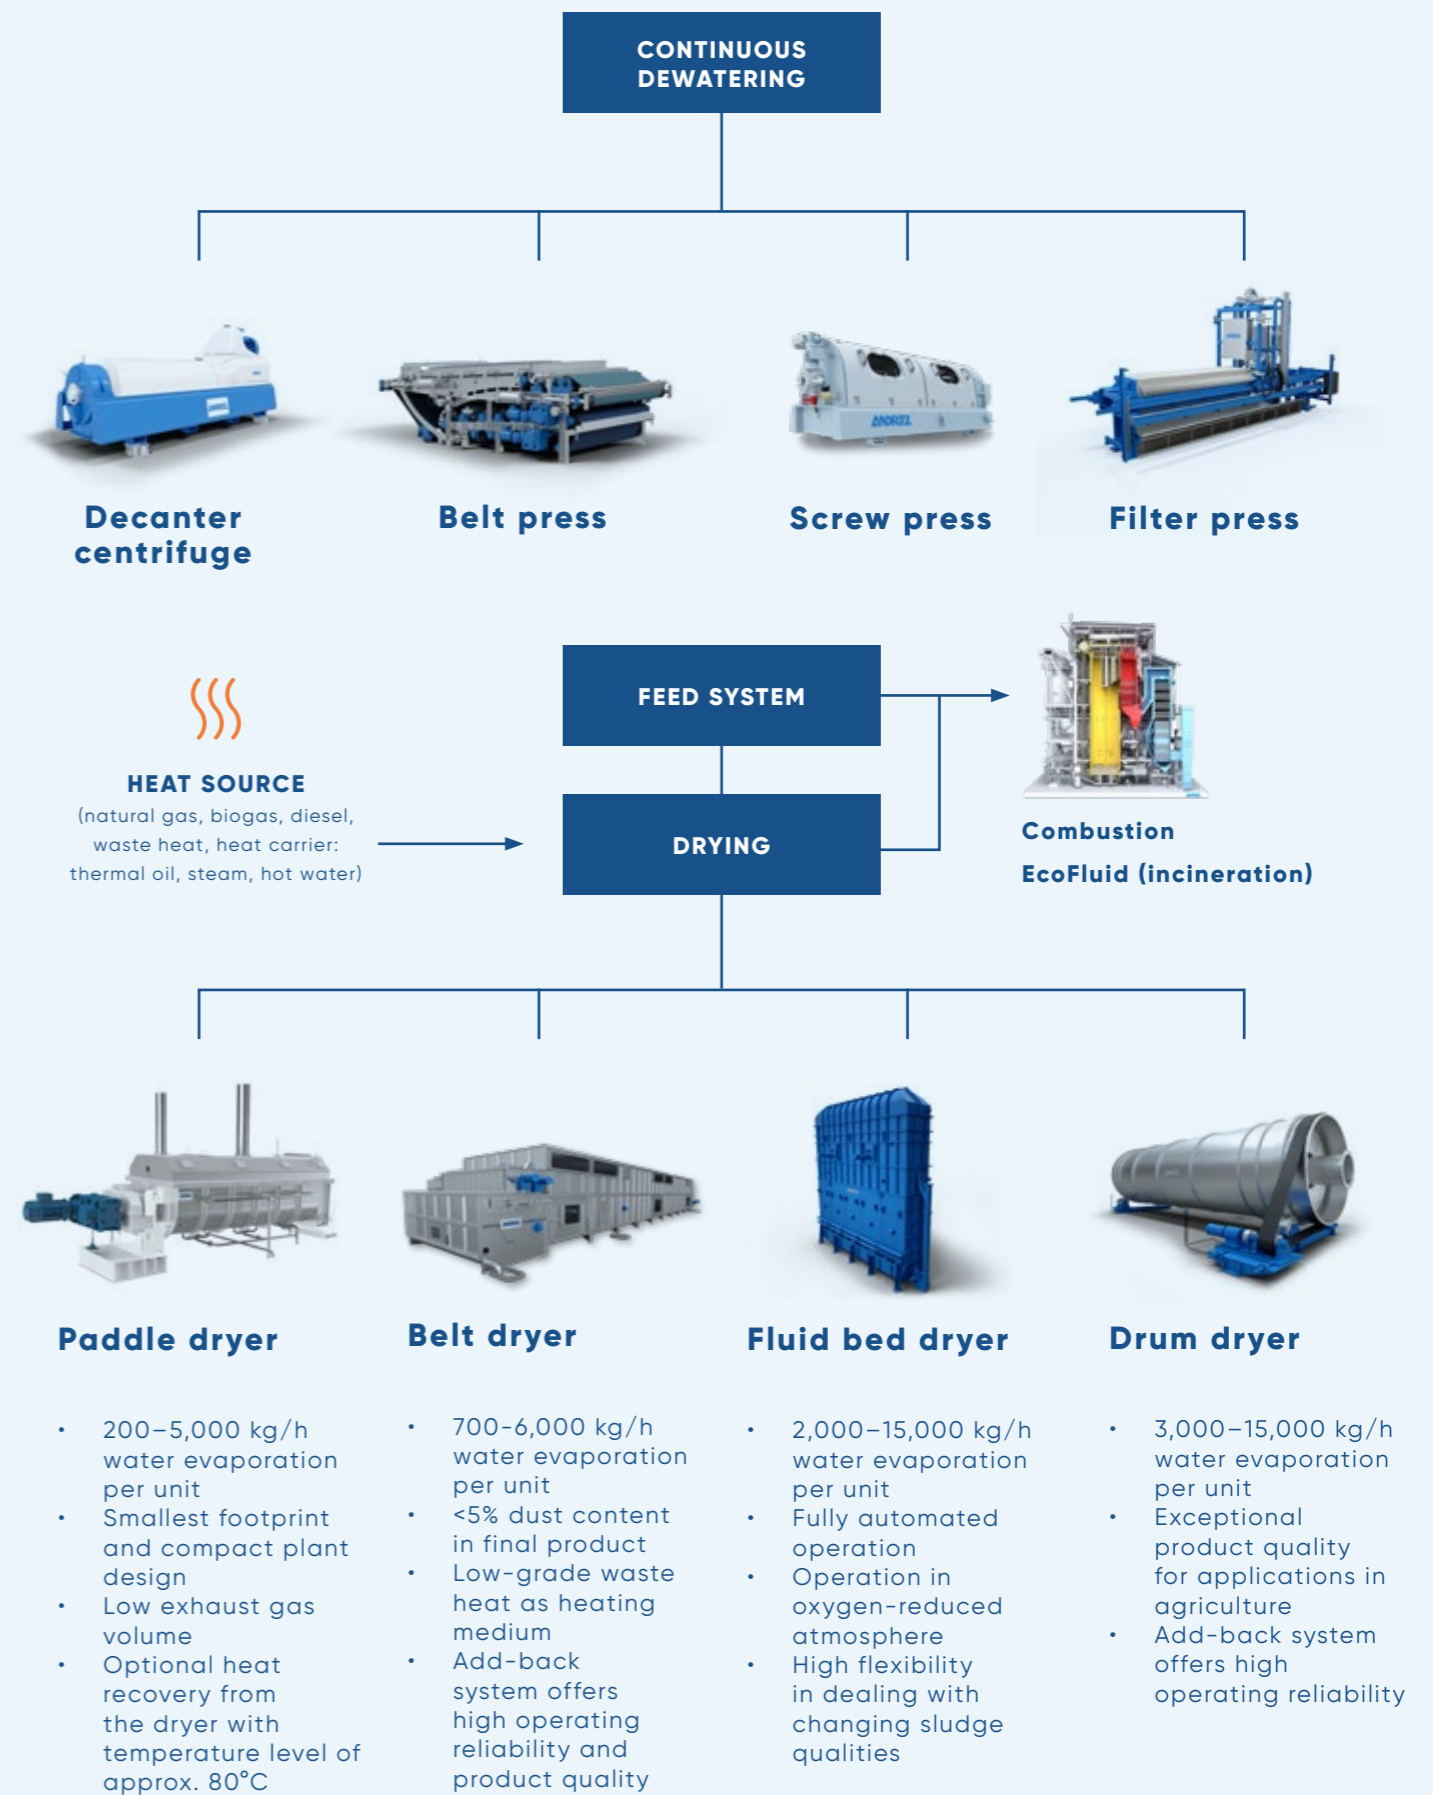 CONTINUOUS
DEWATERING
ANDRITZ
Decanter
centrifuge
Belt press
Screw press
Filter press
FEED SYSTEM
HEAT SOURCE
(natural gas, biogas, diesel,
waste heat, heat carrier:
thermal oil, steam, hot water)
DRYING
Combustion
EcoFluid (incineration)
Paddle dryer
• 200–5,000 kg/h
water evaporation
per unit
• Smallest footprint
and compact plant
design
• Low exhaust gas
volume
• Optional heat
recovery from
the dryer with
temperature level of
approx. 80°C
Belt dryer
• 700-6,000 kg/h
water evaporation
per unit
• <5% dust content
in final product
• Low-grade waste
heat as heating
medium
• Add-back
system offers
high operating
reliability and
product quality
Fluid bed dryer
• 2,000–15,000 kg/h
water evaporation
per unit
• Fully automated
operation
• Operation in
oxygen-reduced
atmosphere
• High flexibility
in dealing with
changing sludge
qualities
Drum dryer
• 3,000–15,000 kg/h
water evaporation
per unit
• Exceptional
product quality
for applications in
agriculture
• Add-back system
offers high
operating reliability